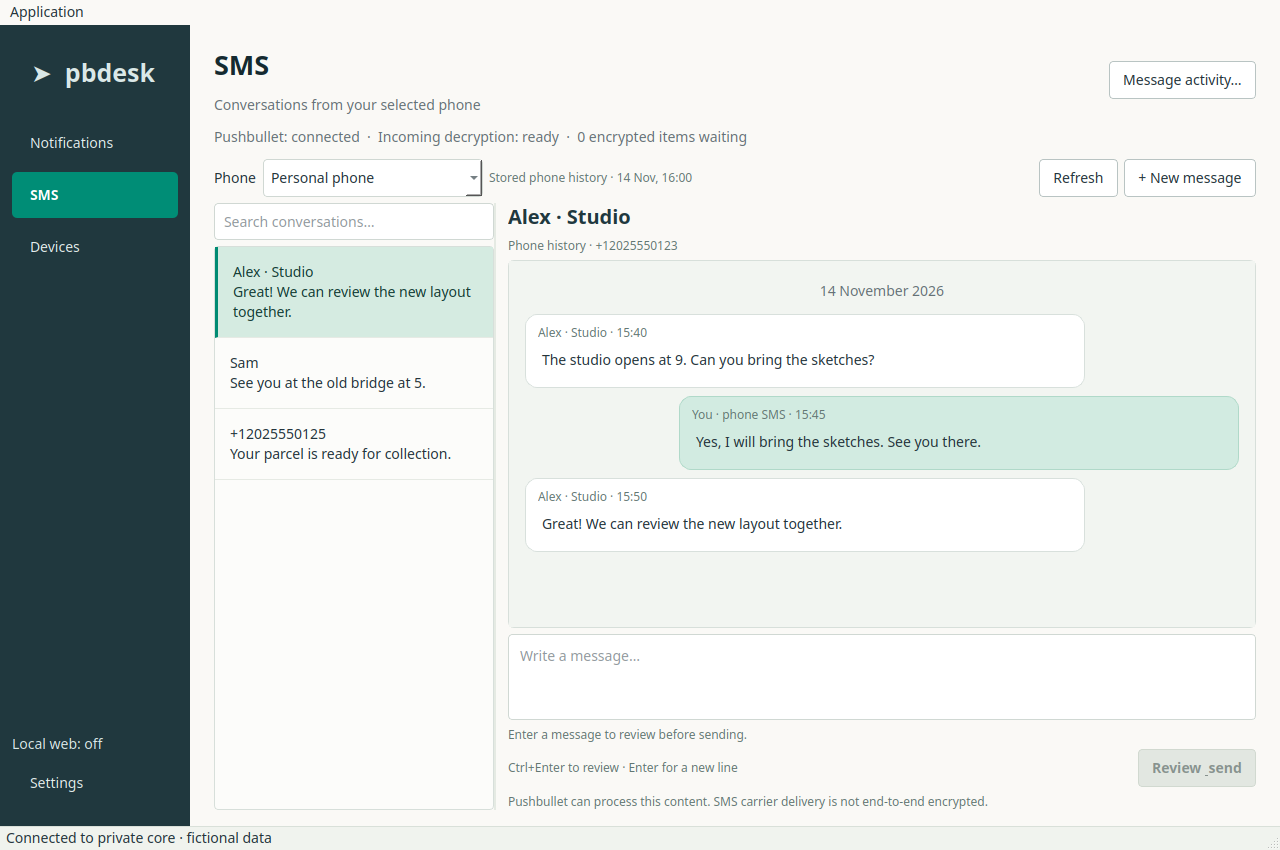 Application
pbdesk
Notifications
SMS
Devices
Local web: off
Settings
SMS
Conversations from your selected phone
Message activity...
Pushbullet: connected · Incoming decryption: ready · 0 encrypted items waiting
Phone
Personal phone
Stored phone history · 14 Nov, 16:00
Refresh
+ New message
Search conversations...
Alex · Studio
Great! We can review the new layout
together.
Sam
See you at the old bridge at 5.
+12025550125
Your parcel is ready for collection.
Alex · Studio
Phone history · +12025550123
14 November 2026
Alex · Studio · 15:40
The studio opens at 9. Can you bring the sketches?
You · phone SMS · 15:45
Yes, I will bring the sketches. See you there.
Alex · Studio · 15:50
Great! We can review the new layout together.
Write a message...
Enter a message to review before sending.
Ctrl+Enter to review · Enter for a new line
Review _send
Pushbullet can process this content. SMS carrier delivery is not end-to-end encrypted.
Connected to private core · fictional data